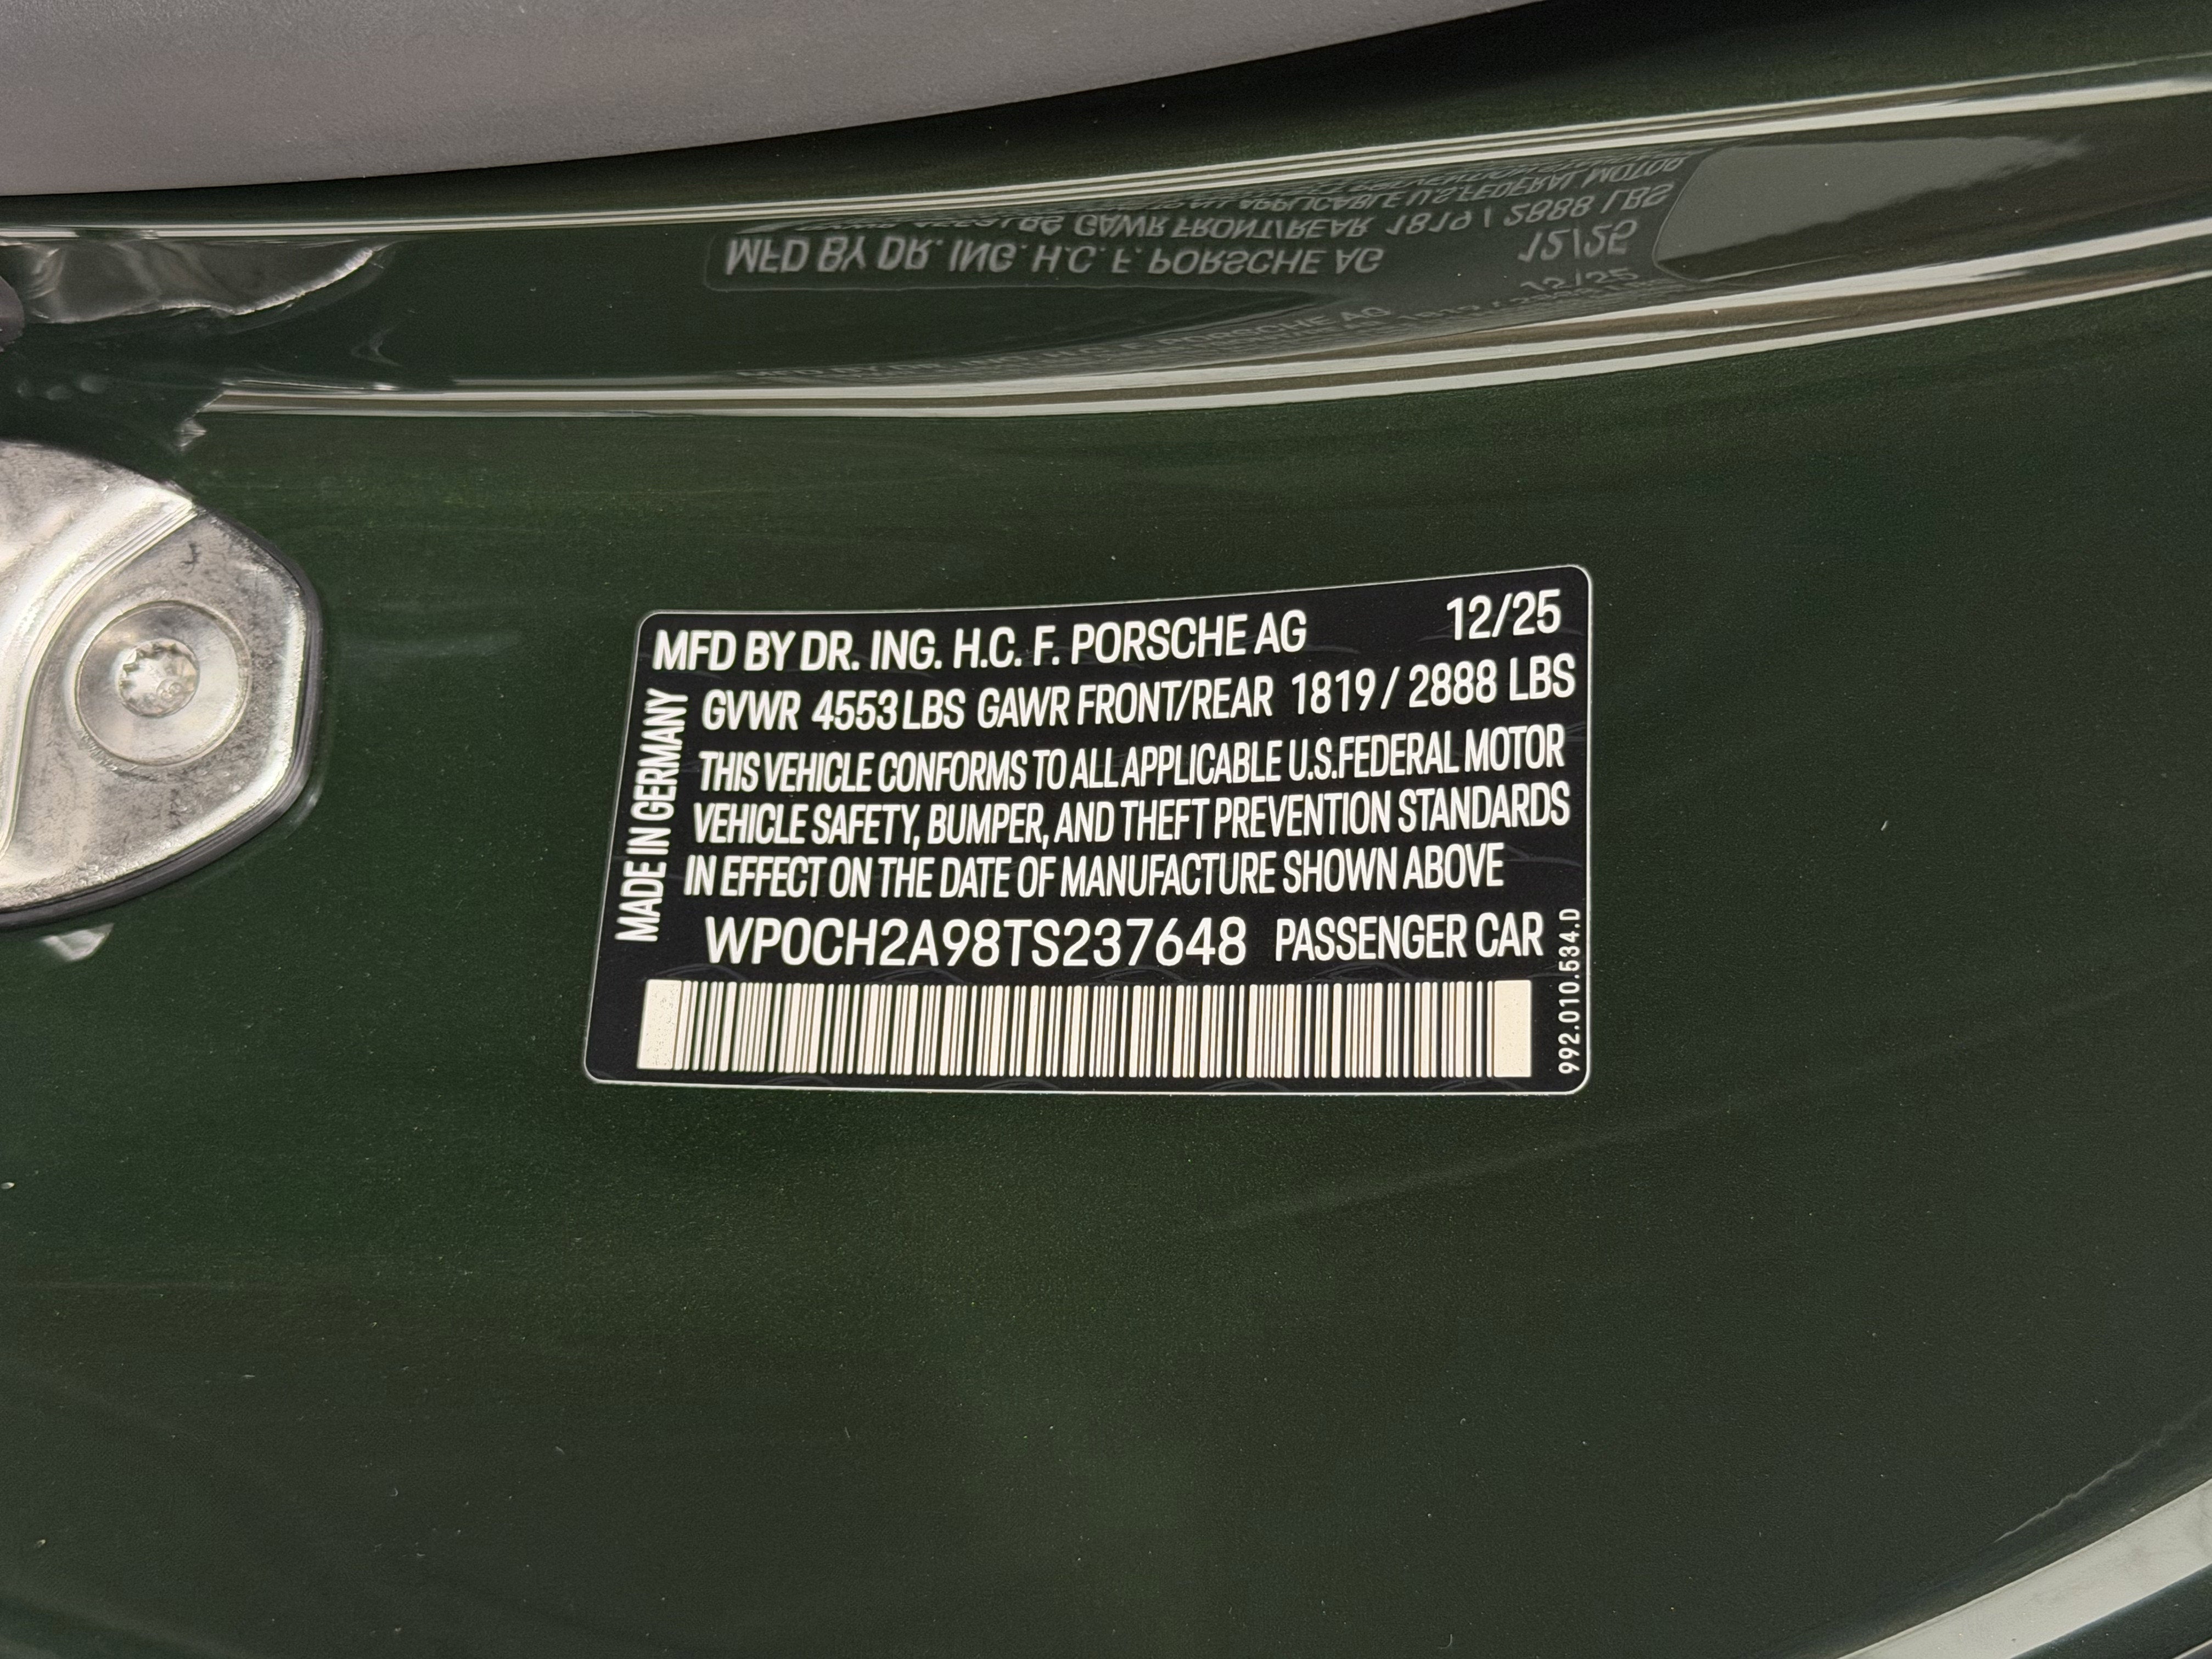 MFD BY DR. ING. H.C. F. PORSCHE AG 12/25
GVWR 4553 LBS GAWR FRONT/REAR 1819 / 2888 LBS
THIS VEHICLE CONFORMS TO ALL APPLICABLE U.S.FEDERAL MOTOR
VEHICLE SAFETY, BUMPER, AND THEFT PREVENTION STANDARDS
IN EFFECT ON THE DATE OF MANUFACTURE SHOWN ABOVE
WP0CH2A98TS237648 PASSENGER CAR
MADE IN GERMANY
992.010.534.D